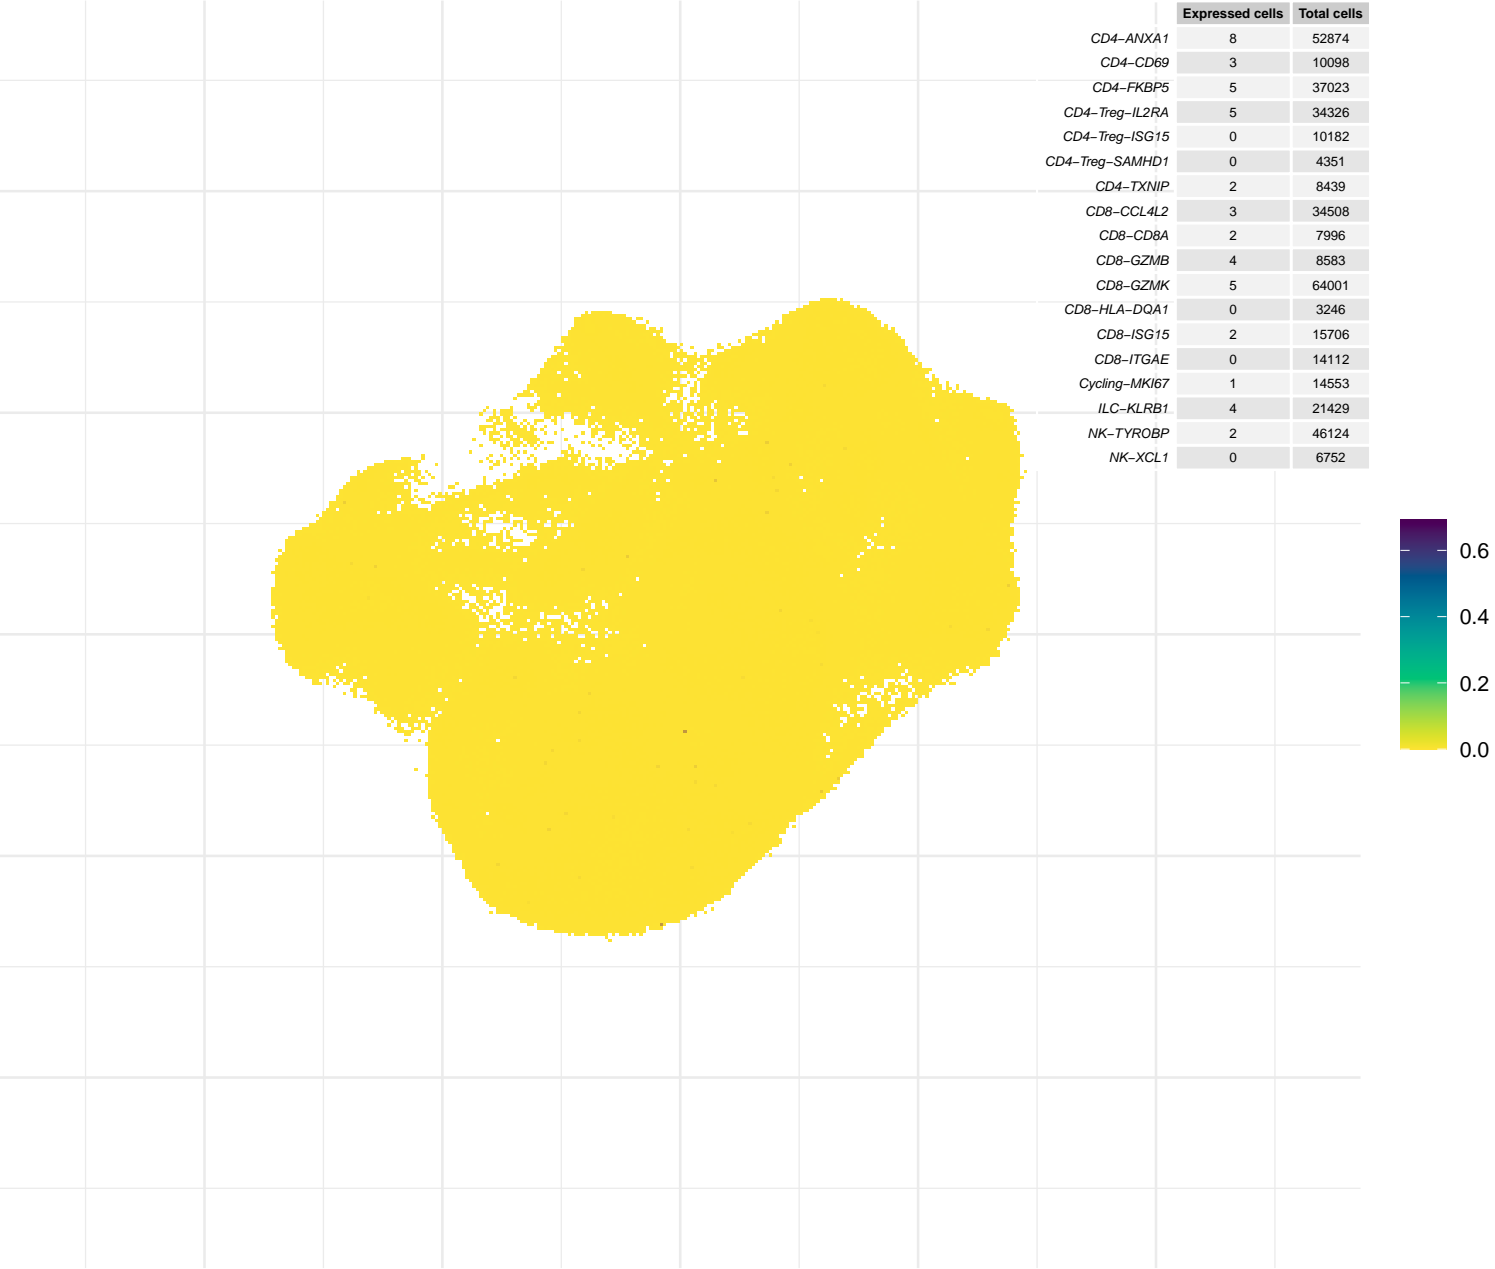 Expressed cells Total cells
CD4−ANXA1 8 52874
CD4−CD69 3 10098
CD4−FKBP5 5 37023
CD4−Treg−IL2RA 5 34326
CD4−Treg−ISG15 0 10182
CD4−Treg−SAMHD1 0 4351
CD4−TXNIP 2 8439
CD8−CCL4L2 3 34508
CD8−CD8A 2 7996
CD8−GZMB 4 8583
CD8−GZMK 5 64001
CD8−HLA−DQA1 0 3246
CD8−ISG15 2 15706
CD8−ITGAE 0 14112
Cycling−MKI67 1 14553
ILC−KLRB1 4 21429
NK−TYROBP 2 46124
NK−XCL1 0 6752
0.6
0.4
0.2
0.0